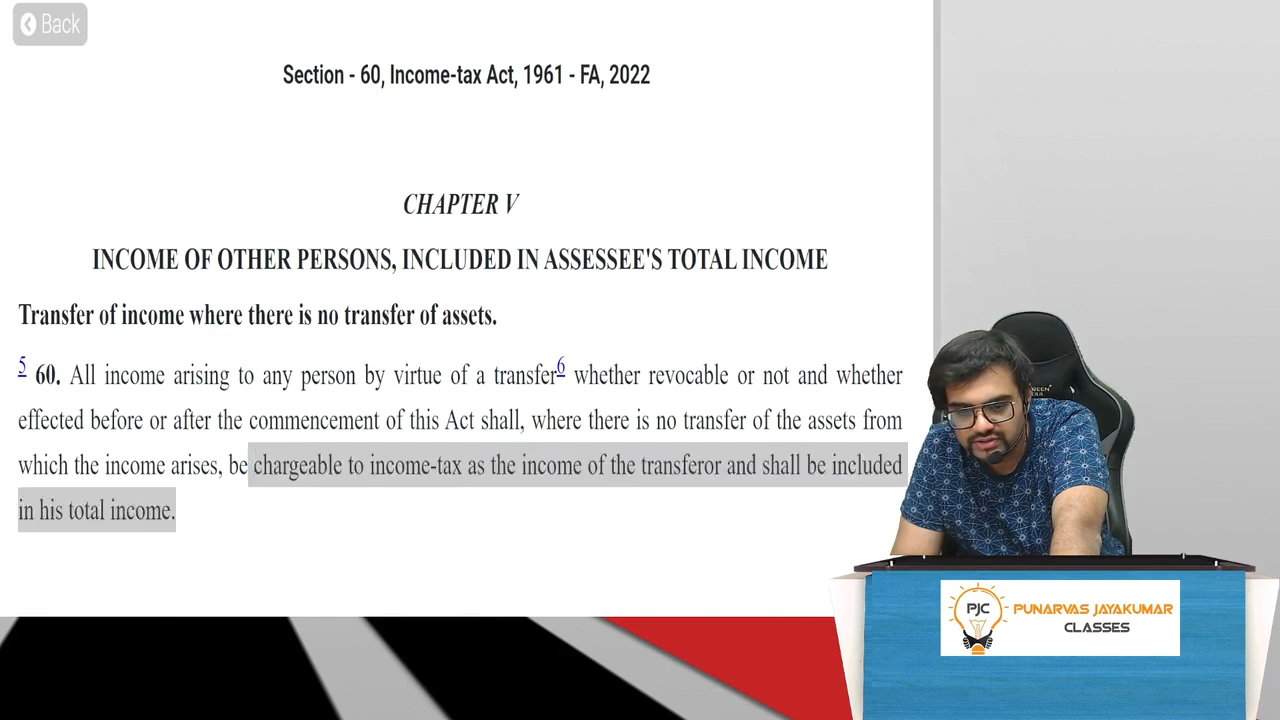 Back
Section - 60, Income-tax Act, 1961 - FA, 2022
CHAPTER V
INCOME OF OTHER PERSONS, INCLUDED IN ASSESSEE'S TOTAL INCOME
Transfer of income where there is no transfer of assets.
5 60. All income arising to any person by virtue of a transfer6 whether revocable or not and whether
effected before or after the commencement of this Act shall, where there is no transfer of the assets from
which the income arises, be chargeable to income-tax as the income of the transferor and shall be included
in his total income.
PJC
PUNARVAS JAYAKUMAR
CLASSES